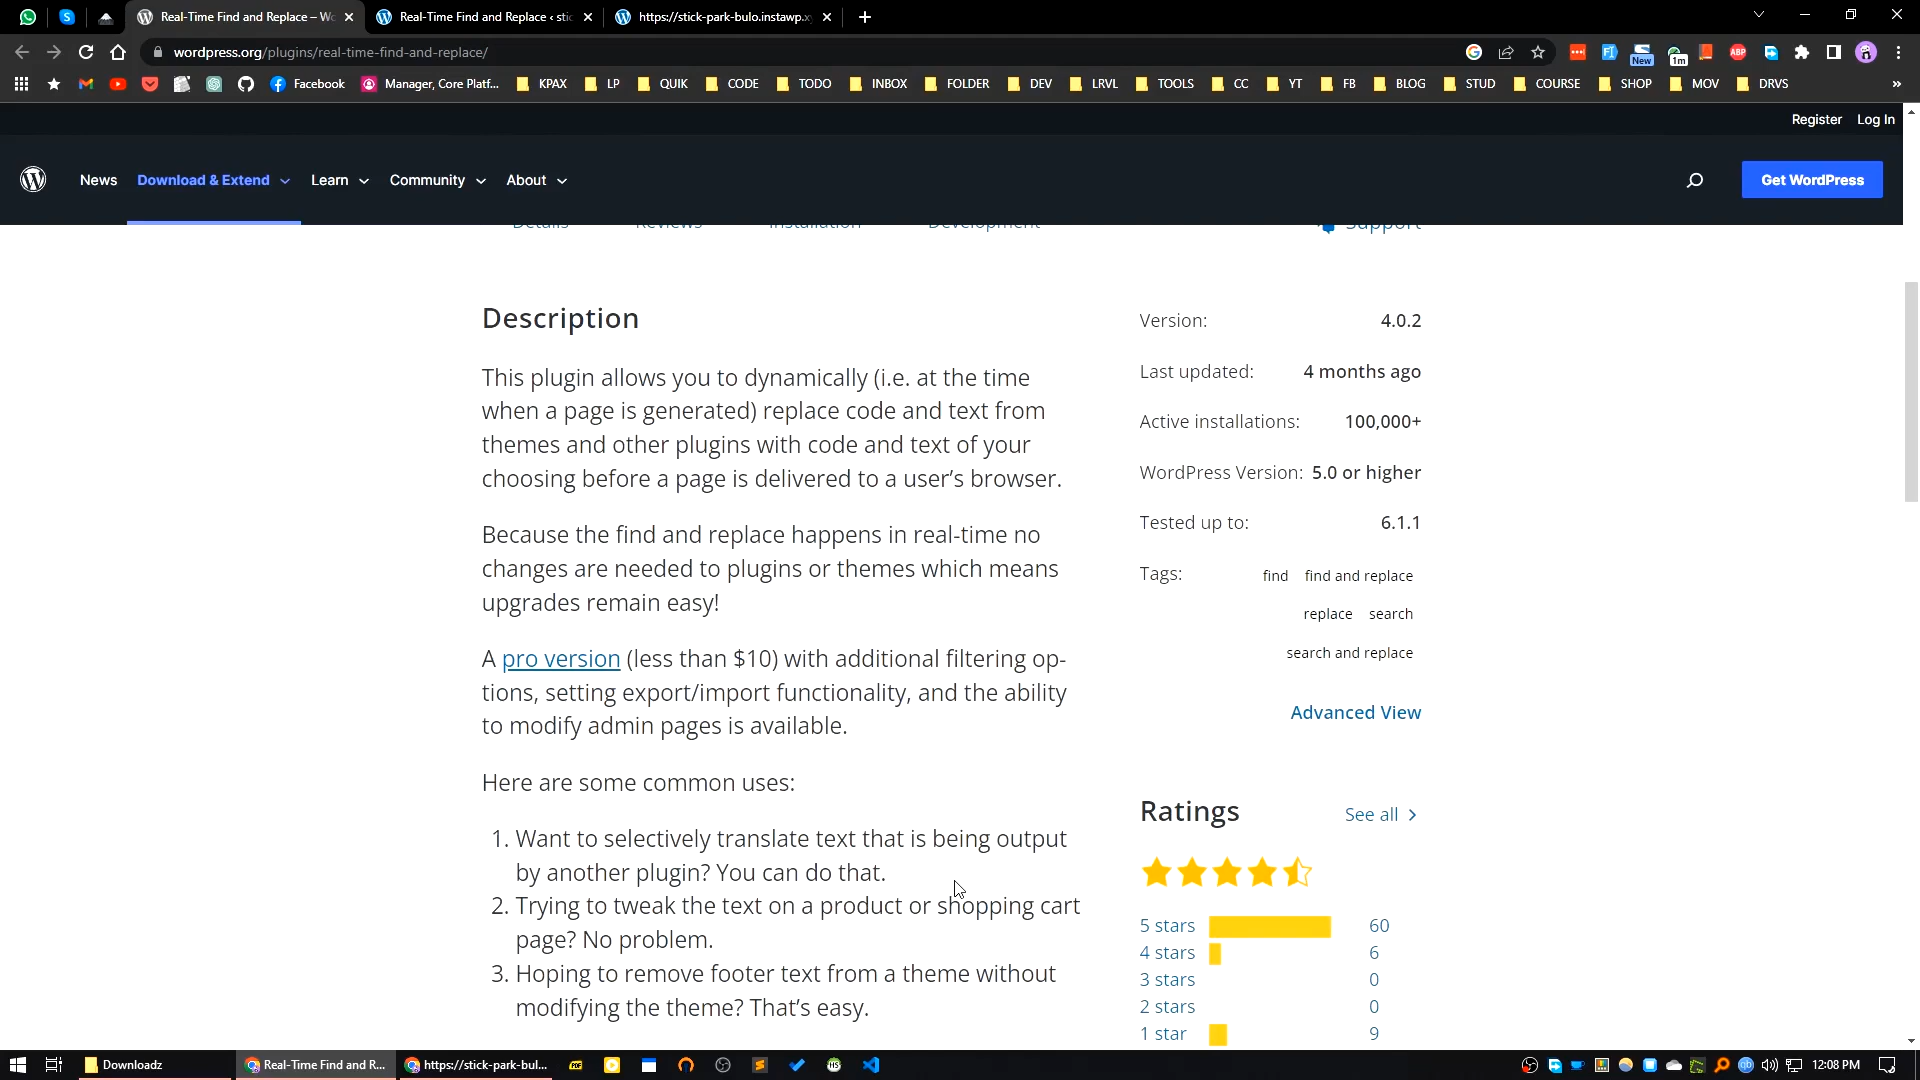 Real-Time Find and Replace – Wo
Real-Time Find and Replace ‹ stic
https://stick-park-bulo.instawp.xy
wordpress.org/plugins/real-time-find-and-replace/
New
1m
ABP
Facebook
Manager, Core Platf...
KPAX
LP
QUIK
CODE
TODO
INBOX
FOLDER
DEV
LRVL
TOOLS
CC
YT
FB
BLOG
STUD
COURSE
SHOP
MOV
DRVS
»
Register
Log In
News
Download & Extend
Learn
Community
About
Get WordPress
Details
Reviews
Installation
Development
Support
Description
This plugin allows you to dynamically (i.e. at the time
when a page is generated) replace code and text from
themes and other plugins with code and text of your
choosing before a page is delivered to a user’s browser.
Because the find and replace happens in real-time no
changes are needed to plugins or themes which means
upgrades remain easy!
A pro version (less than $10) with additional filtering op-
tions, setting export/import functionality, and the ability
to modify admin pages is available.
Here are some common uses:
1. Want to selectively translate text that is being output
by another plugin? You can do that.
2. Trying to tweak the text on a product or shopping cart
page? No problem.
3. Hoping to remove footer text from a theme without
modifying the theme? That’s easy.
Version: 4.0.2
Last updated: 4 months ago
Active installations: 100,000+
WordPress Version: 5.0 or higher
Tested up to: 6.1.1
Tags: find find and replace
replace search
search and replace
Advanced View
Ratings See all
5 stars 60
4 stars 6
3 stars 0
2 stars 0
1 star 9
Downloadz
Real-Time Find and R...
https://stick-park-bul...
12:08 PM